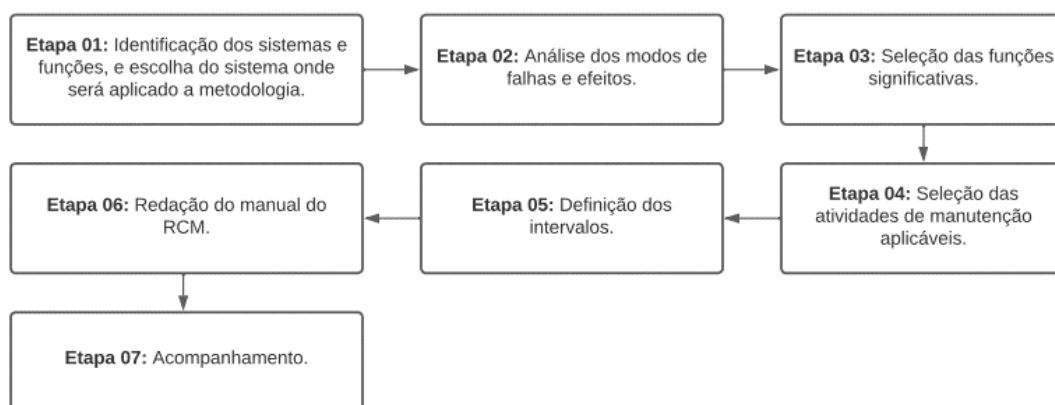 Etapa 01: Identificação dos sistemas e
funções, e escolha do sistema onde
será aplicado a metodologia.
Etapa 02: Análise dos modos de
falhas e efeitos.
Etapa 03: Seleção das funções
significativas.
Etapa 04: Seleção das
atividades de manutenção
aplicáveis.
Etapa 05: Definição dos
intervalos.
Etapa 06: Redação do manual do
RCM.
Etapa 07: Acompanhamento.